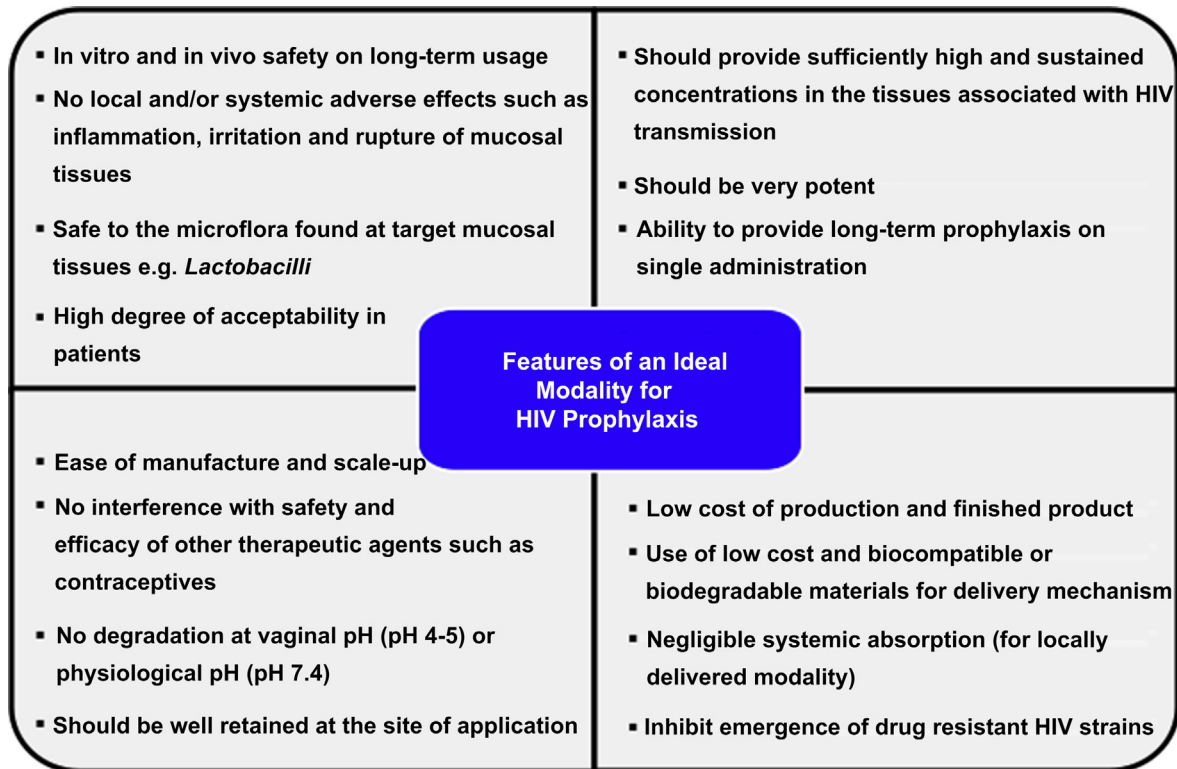 ▪ In vitro and in vivo safety on long-term usage
▪ No local and/or systemic adverse effects such as
inflammation, irritation and rupture of mucosal
tissues
▪ Safe to the microflora found at target mucosal
tissues e.g. Lactobacilli
▪ High degree of acceptability in
patients
▪ Should provide sufficiently high and sustained
concentrations in the tissues associated with HIV
transmission
▪ Should be very potent
▪ Ability to provide long-term prophylaxis on
single administration
Features of an Ideal
Modality for
HIV Prophylaxis
▪ Ease of manufacture and scale-up
▪ No interference with safety and
efficacy of other therapeutic agents such as
contraceptives
▪ No degradation at vaginal pH (pH 4-5) or
physiological pH (pH 7.4)
▪ Should be well retained at the site of application
▪ Low cost of production and finished product
▪ Use of low cost and biocompatible or
biodegradable materials for delivery mechanism
▪ Negligible systemic absorption (for locally
delivered modality)
▪ Inhibit emergence of drug resistant HIV strains